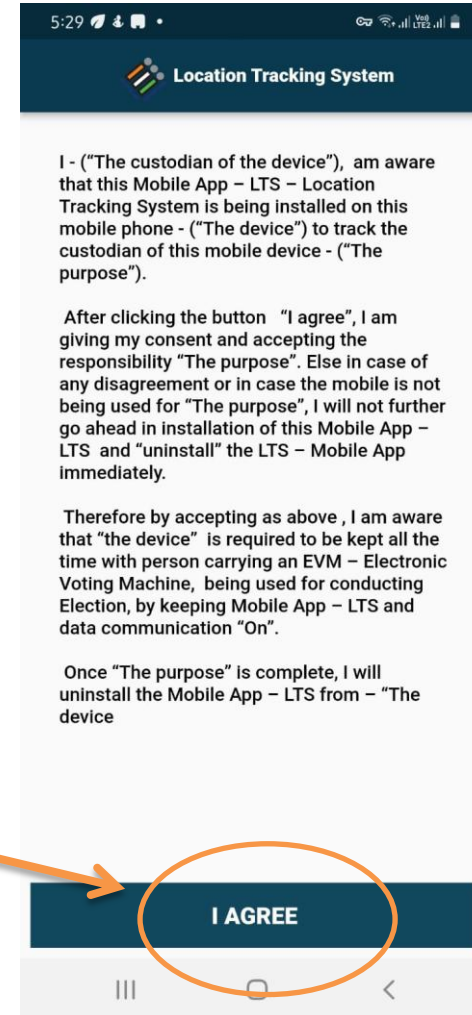 5:29
Vo))
LTE2
Location Tracking System
I - (“The custodian of the device”),  am aware
that this Mobile App – LTS – Location
Tracking System is being installed on this
mobile phone - (“The device”) to track the
custodian of this mobile device - (“The
purpose”).
After clicking the button   “I agree”, I am
giving my consent and accepting the
responsibility “The purpose”. Else in case of
any disagreement or in case the mobile is not
being used for “The purpose”, I will not further
go ahead in installation of this Mobile App –
LTS  and “uninstall” the LTS – Mobile App
immediately.
Therefore by accepting as above , I am aware
that “the device”  is required to be kept all the
time with person carrying an EVM – Electronic
Voting Machine,  being used for conducting
Election, by keeping Mobile App – LTS and
data communication “On”.
Once “The purpose” is complete, I will
uninstall the Mobile App – LTS from – “The
device
I AGREE